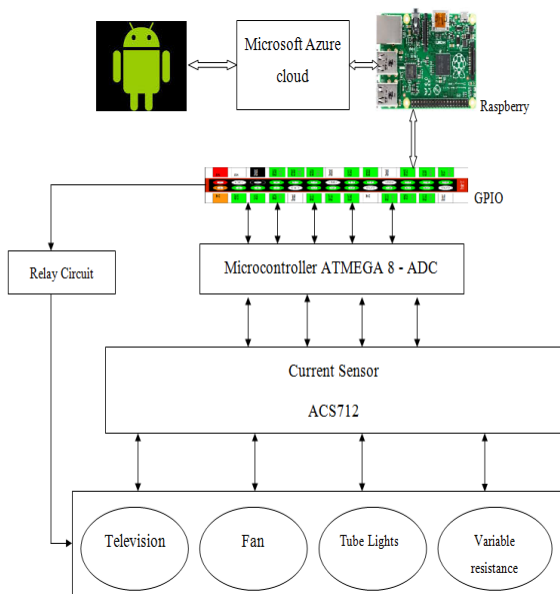 Microsoft Azure
cloud
Raspberry
GPIO
Microcontroller ATMEGA 8 - ADC
Relay Circuit
Current Sensor
ACS712
Television
Fan
Tube Lights
Variable
resistance